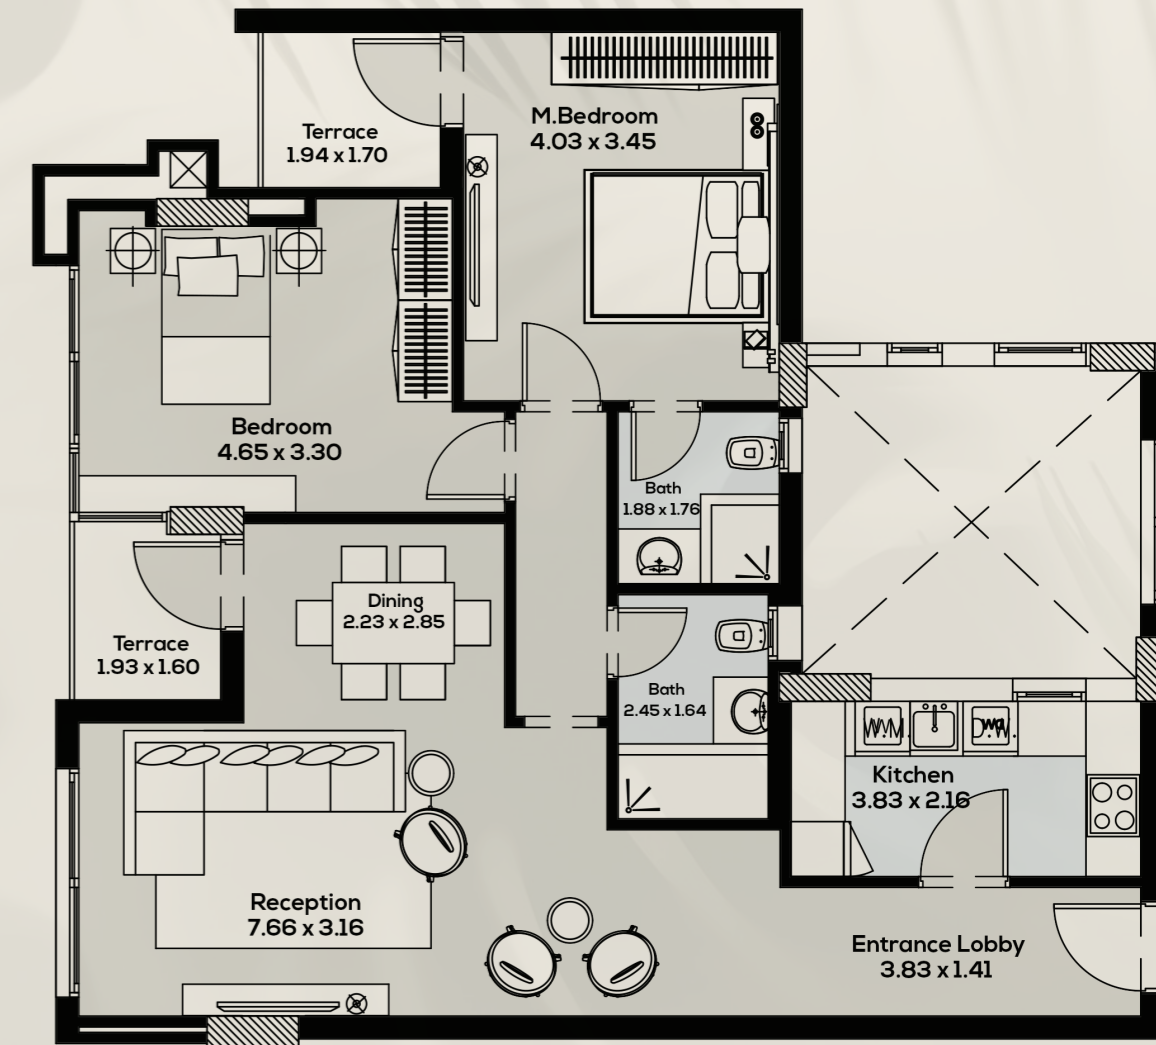 M.Bedroom
4.03 x 3.45
Terrace
1.94 x 1.70
Bedroom
4.65 x 3.30
Bath
1.88 x 1.76
Dining
2.23 x 2.85
Terrace
1.93 x 1.60
Bath
2.45 x 1.64
W.M.
D.W.
Kitchen
3.83 x 2.16
Reception
7.66 x 3.16
Entrance Lobby
3.83 x 1.41